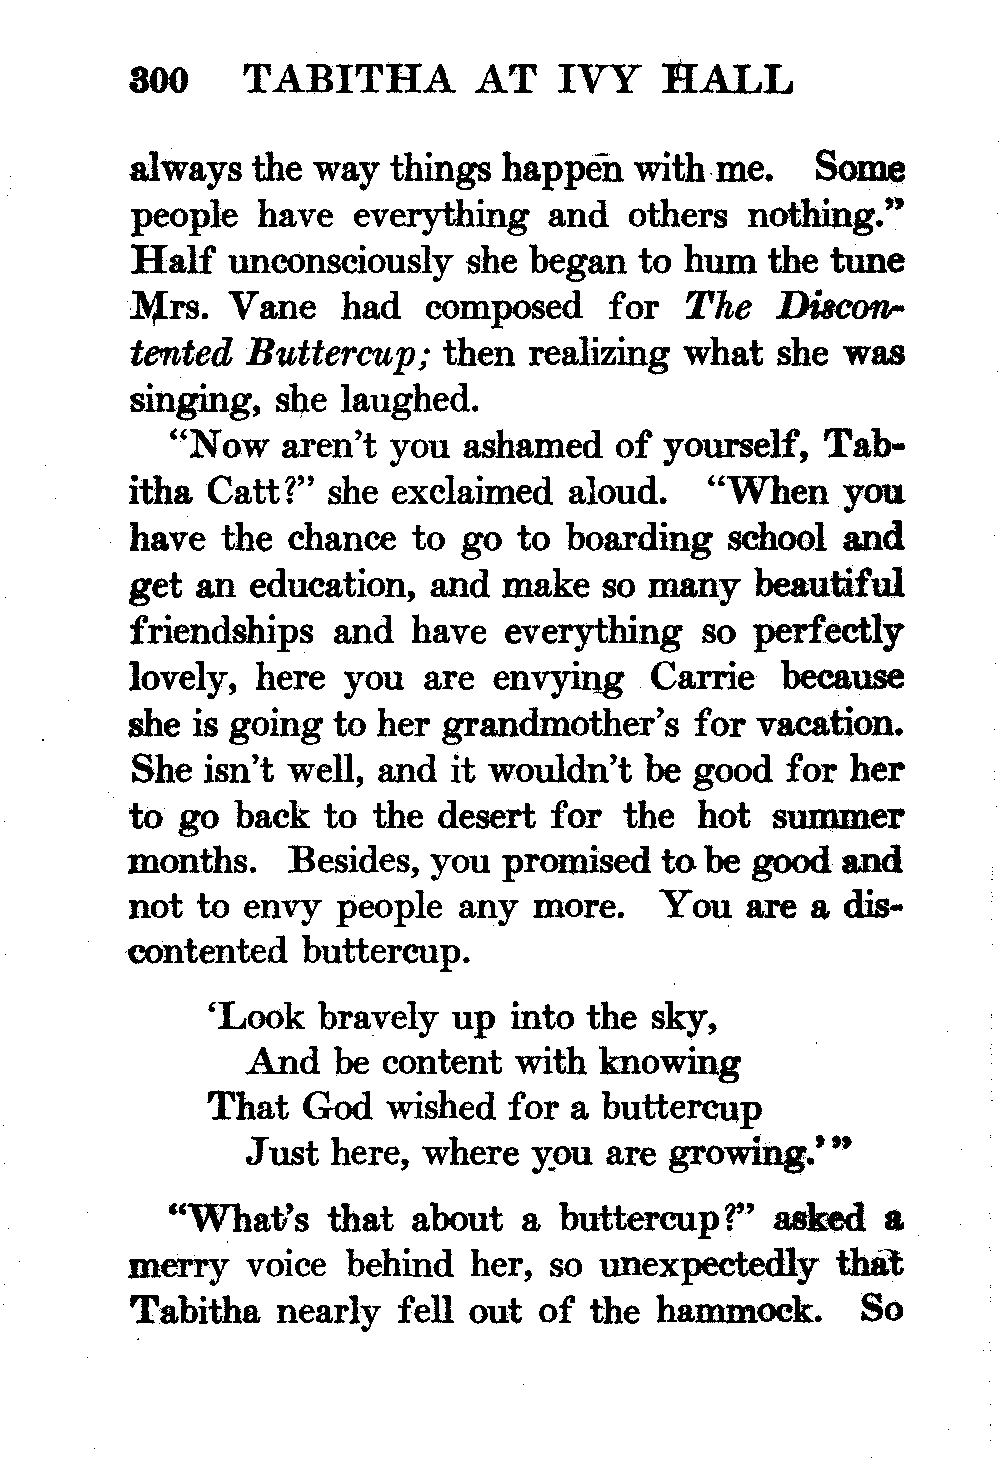 300 TABITHA AT IVY HALL
always the way things happen with me. Some
people have everything and others nothing.”
Half unconsciously she began to hum the tune
Mrs. Vane had composed for The Discon-
tented Buttercup; then realizing what she was
singing, she laughed.
“Now aren’t you ashamed of yourself, Tab-
itha Catt?” she exclaimed aloud. “When you
have the chance to go to boarding school and
get an education, and make so many beautiful
friendships and have everything so perfectly
lovely, here you are envying Carrie because
she is going to her grandmother’s for vacation.
She isn’t well, and it wouldn’t be good for her
to go back to the desert for the hot summer
months. Besides, you promised to be good and
not to envy people any more. You are a dis-
contented buttercup.
‘Look bravely up into the sky,
And be content with knowing
That God wished for a buttercup
Just here, where you are growing.’”
“What’s that about a buttercup?” asked a
merry voice behind her, so unexpectedly that
Tabitha nearly fell out of the hammock. So